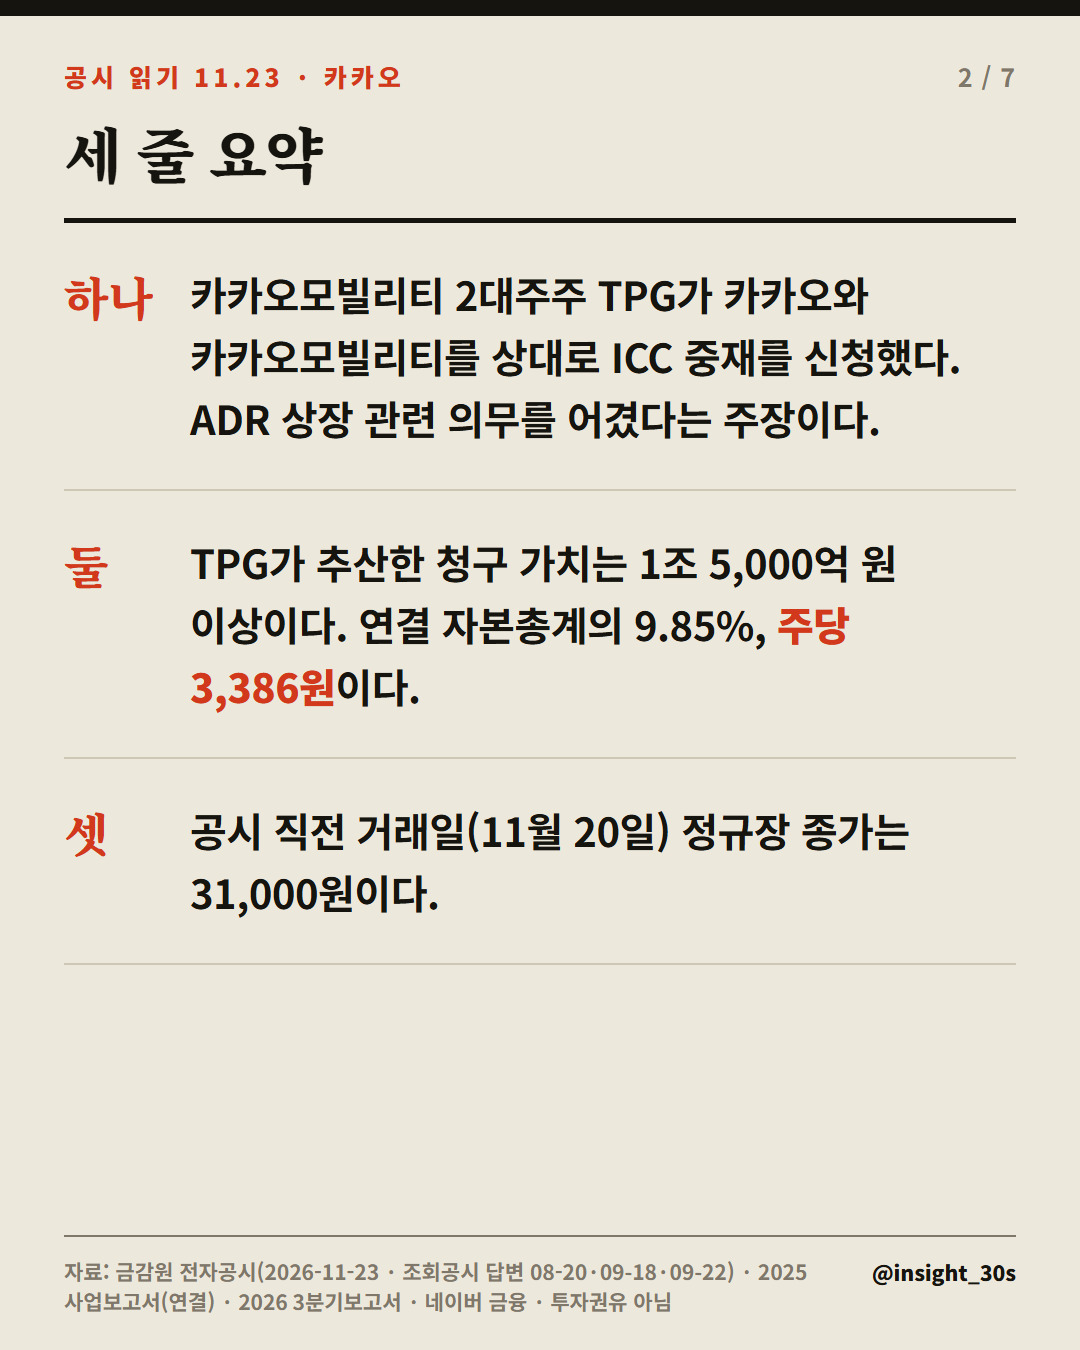 공시 읽기 11.23 · 카카오
2 / 7
세 줄 요약
하나
카카오모빌리티 2대주주 TPG가 카카오와
카카오모빌리티를 상대로 ICC 중재를 신청했다.
ADR 상장 관련 의무를 어겼다는 주장이다.
둘
TPG가 추산한 청구 가치는 1조 5,000억 원
이상이다. 연결 자본총계의 9.85%, 주당
3,386원이다.
셋
공시 직전 거래일(11월 20일) 정규장 종가는
31,000원이다.
자료: 금감원 전자공시(2026-11-23 · 조회공시 답변 08-20·09-18·09-22) · 2025
사업보고서(연결) · 2026 3분기보고서 · 네이버 금융 · 투자권유 아님
@insight_30s